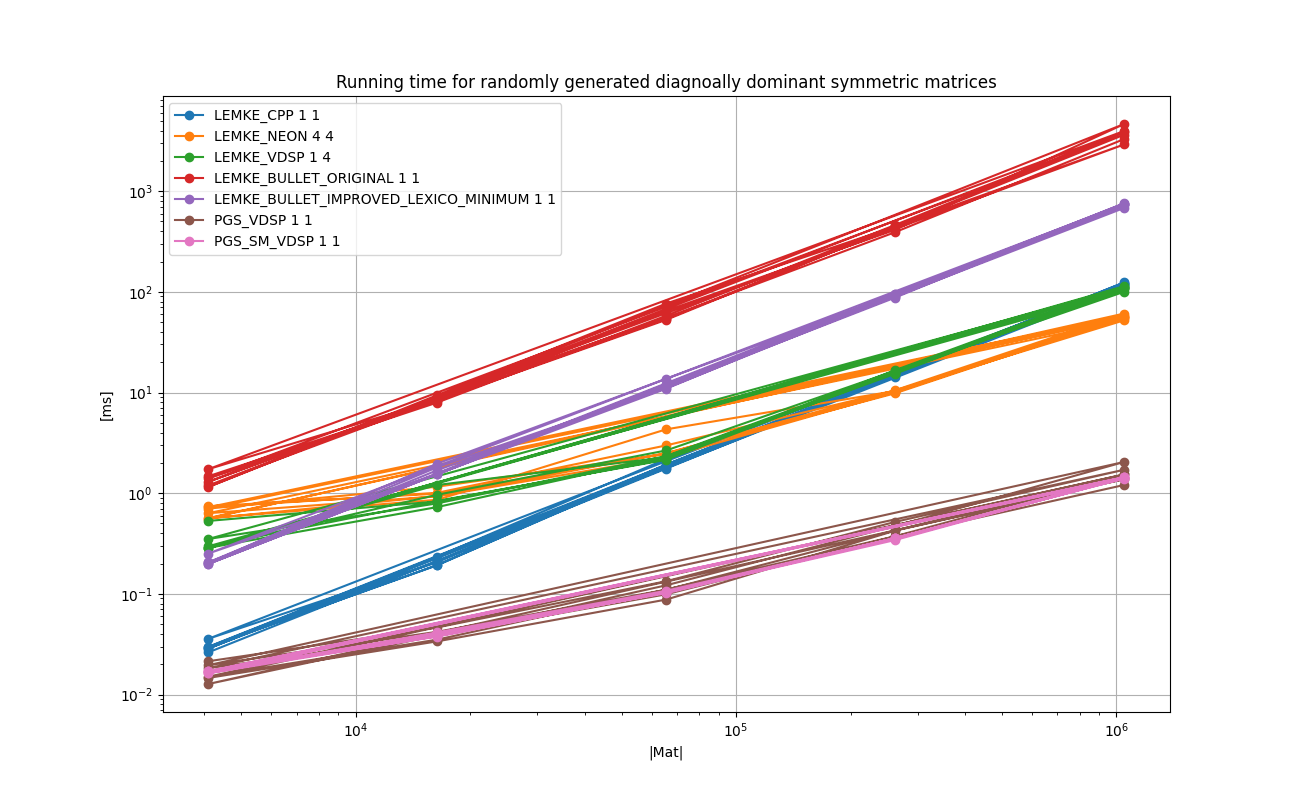 Running time for randomly generated diagnoally dominant symmetric matrices
LEMKE_CPP 1 1
LEMKE_NEON 4 4
LEMKE_VDSP 1 4
LEMKE_BULLET_ORIGINAL 1 1
LEMKE_BULLET_IMPROVED_LEXICO_MINIMUM 1 1
PGS_VDSP 1 1
PGS_SM_VDSP 1 1
10³
10²
10¹
10⁰
10⁻¹
10⁻²
[ms]
10⁴ 10⁵ 10⁶
|Mat|